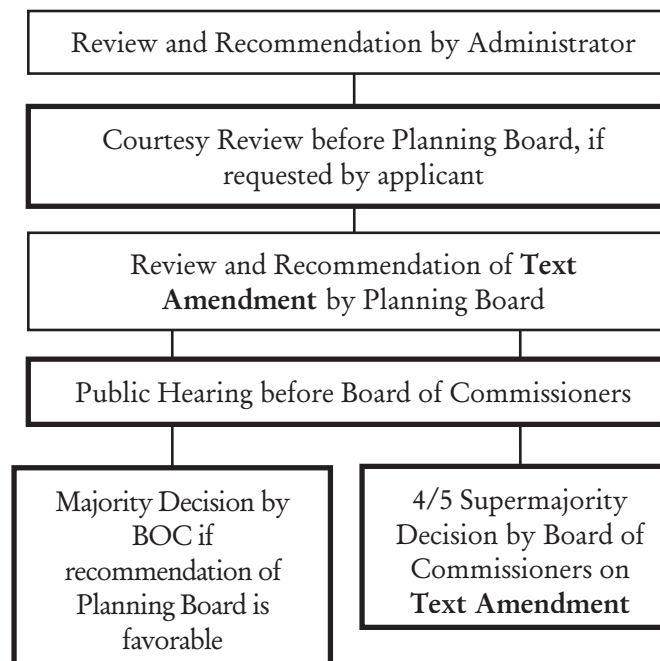 Review and Recommendation by Administrator
Courtesy Review before Planning Board, if
requested by applicant
Review and Recommendation of Text
Amendment by Planning Board
Public Hearing before Board of Commissioners
Majority Decision by
BOC if
recommendation of
Planning Board is
favorable
4/5 Supermajority
Decision by Board of
Commissioners on
Text Amendment